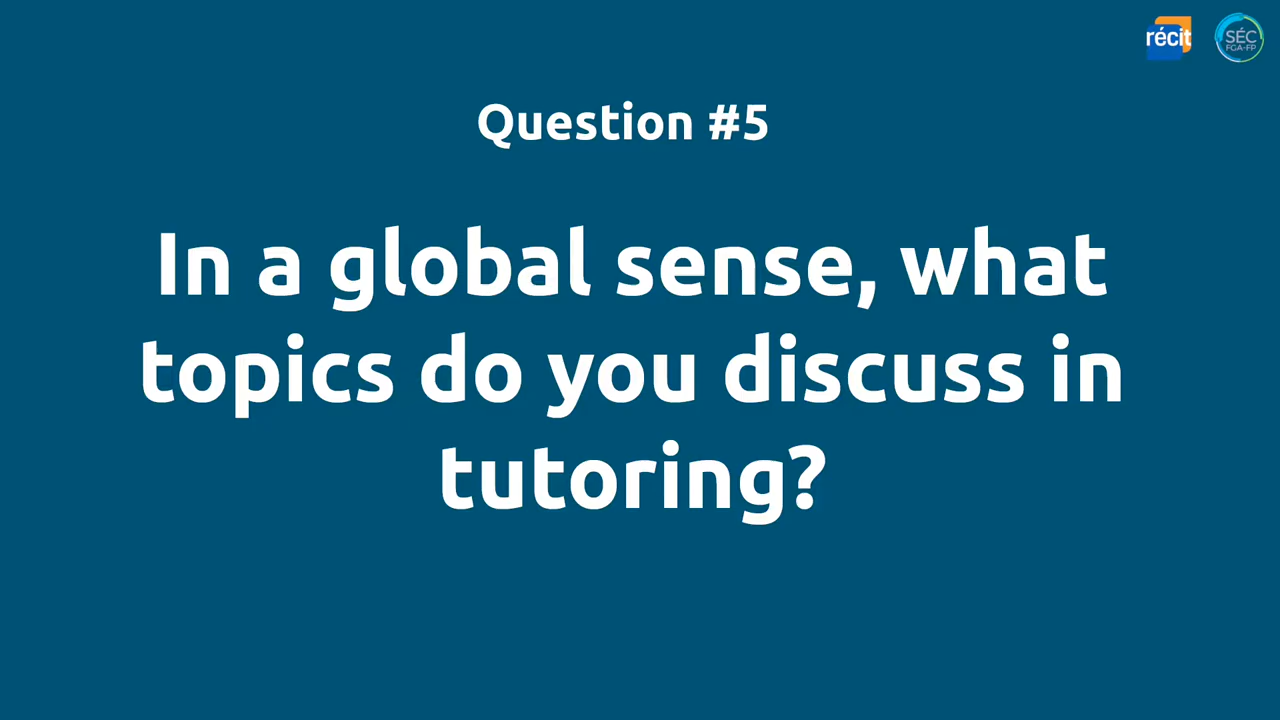 récit
SÉC
FGA-FP
Question #5
In a global sense, what
topics do you discuss in
tutoring?